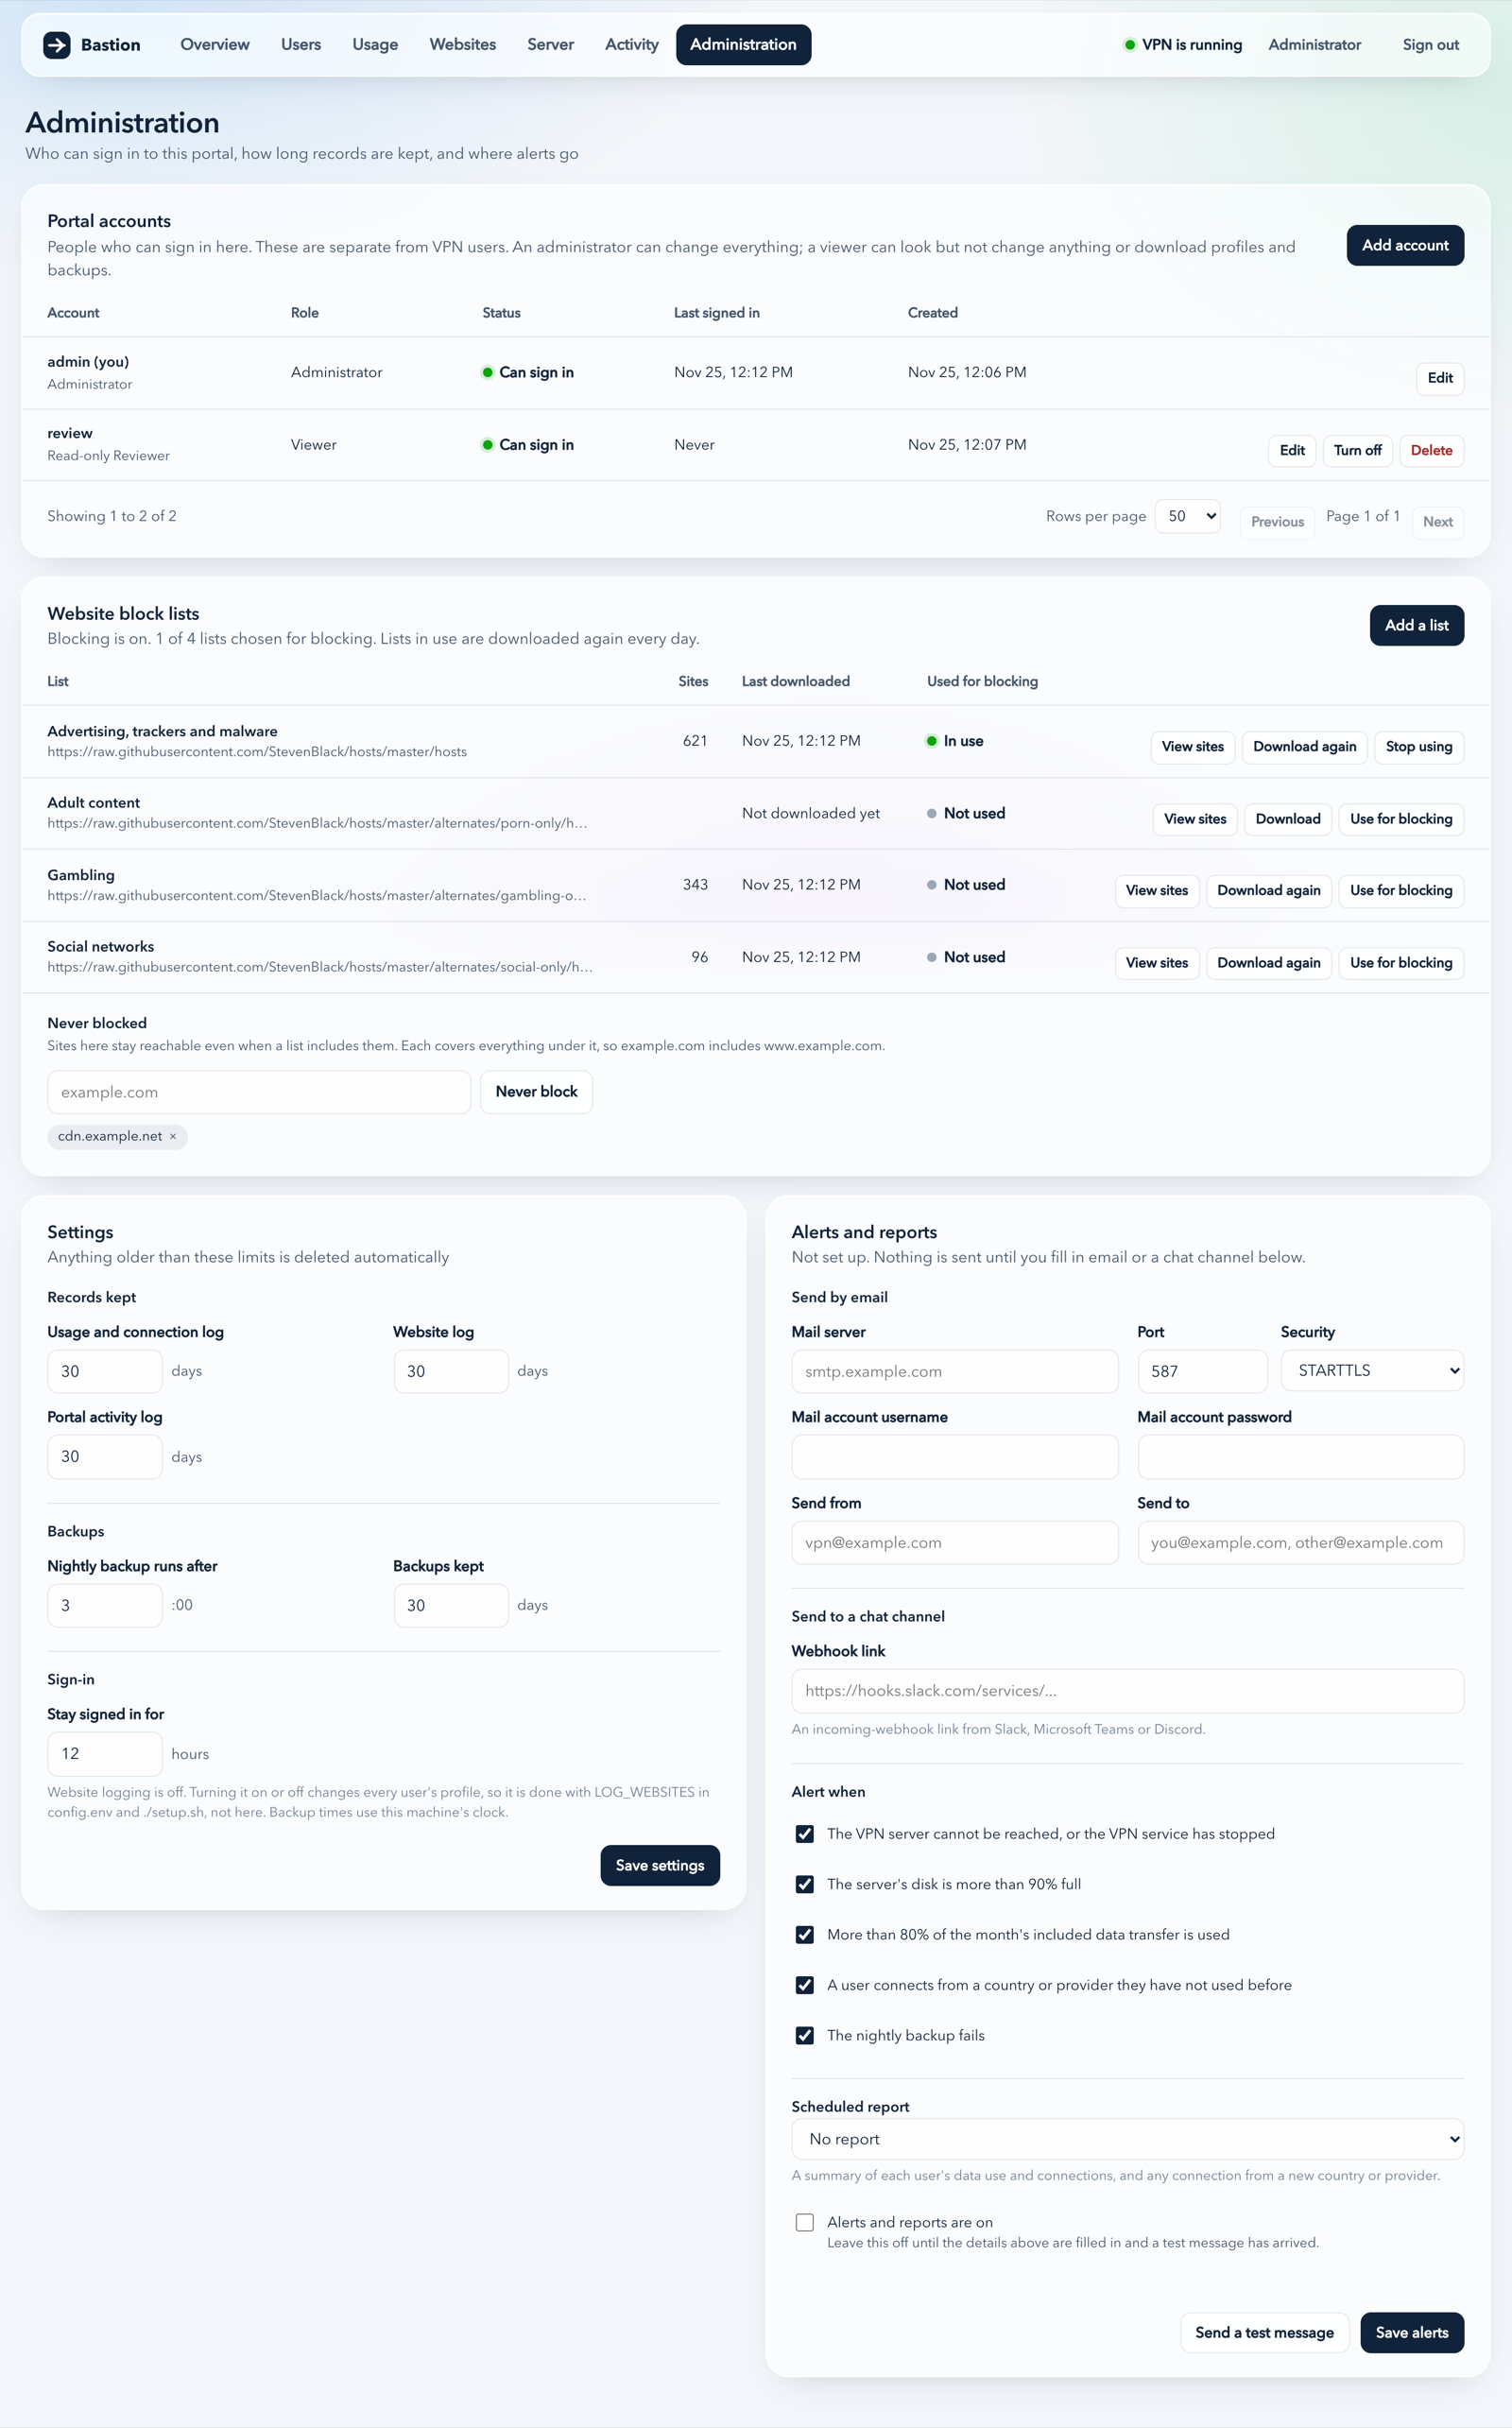 Bastion Overview Users Usage Websites Server Activity Administration VPN is running Administrator Sign out
Administration
Who can sign in to this portal, how long records are kept, and where alerts go
Portal accounts
People who can sign in here. These are separate from VPN users. An administrator can change everything; a viewer can look but not change anything or download profiles and
backups.
Add account
Account Role Status Last signed in Created
admin (you)
Administrator
Administrator Can sign in Nov 25, 12:12 PM Nov 25, 12:06 PM Edit
review
Read-only Reviewer
Viewer Can sign in Never Nov 25, 12:07 PM Edit Turn off Delete
Showing 1 to 2 of 2 Rows per page 50 Previous Page 1 of 1 Next
Website block lists
Blocking is on. 1 of 4 lists chosen for blocking. Lists in use are downloaded again every day.
Add a list
List Sites Last downloaded Used for blocking
Advertising, trackers and malware
https://raw.githubusercontent.com/StevenBlack/hosts/master/hosts
621 Nov 25, 12:12 PM In use View sites Download again Stop using
Adult content
https://raw.githubusercontent.com/StevenBlack/hosts/master/alternates/porn-only/h...
Not downloaded yet Not used View sites Download Use for blocking
Gambling
https://raw.githubusercontent.com/StevenBlack/hosts/master/alternates/gambling-o...
343 Nov 25, 12:12 PM Not used View sites Download again Use for blocking
Social networks
https://raw.githubusercontent.com/StevenBlack/hosts/master/alternates/social-only/h...
96 Nov 25, 12:12 PM Not used View sites Download again Use for blocking
Never blocked
Sites here stay reachable even when a list includes them. Each covers everything under it, so example.com includes www.example.com.
example.com Never block
cdn.example.net ×
Settings
Anything older than these limits is deleted automatically
Records kept
Usage and connection log Website log
30 days 30 days
Portal activity log
30 days
Backups
Nightly backup runs after Backups kept
3 :00 30 days
Sign-in
Stay signed in for
12 hours
Website logging is off. Turning it on or off changes every user's profile, so it is done with LOG_WEBSITES in
config.env and ./setup.sh, not here. Backup times use this machine's clock.
Save settings
Alerts and reports
Not set up. Nothing is sent until you fill in email or a chat channel below.
Send by email
Mail server Port Security
smtp.example.com 587 STARTTLS
Mail account username Mail account password
Send from Send to
vpn@example.com you@example.com, other@example.com
Send to a chat channel
Webhook link
https://hooks.slack.com/services/...
An incoming-webhook link from Slack, Microsoft Teams or Discord.
Alert when
The VPN server cannot be reached, or the VPN service has stopped
The server's disk is more than 90% full
More than 80% of the month's included data transfer is used
A user connects from a country or provider they have not used before
The nightly backup fails
Scheduled report
No report
A summary of each user's data use and connections, and any connection from a new country or provider.
Alerts and reports are on
Leave this off until the details above are filled in and a test message has arrived.
Send a test message Save alerts